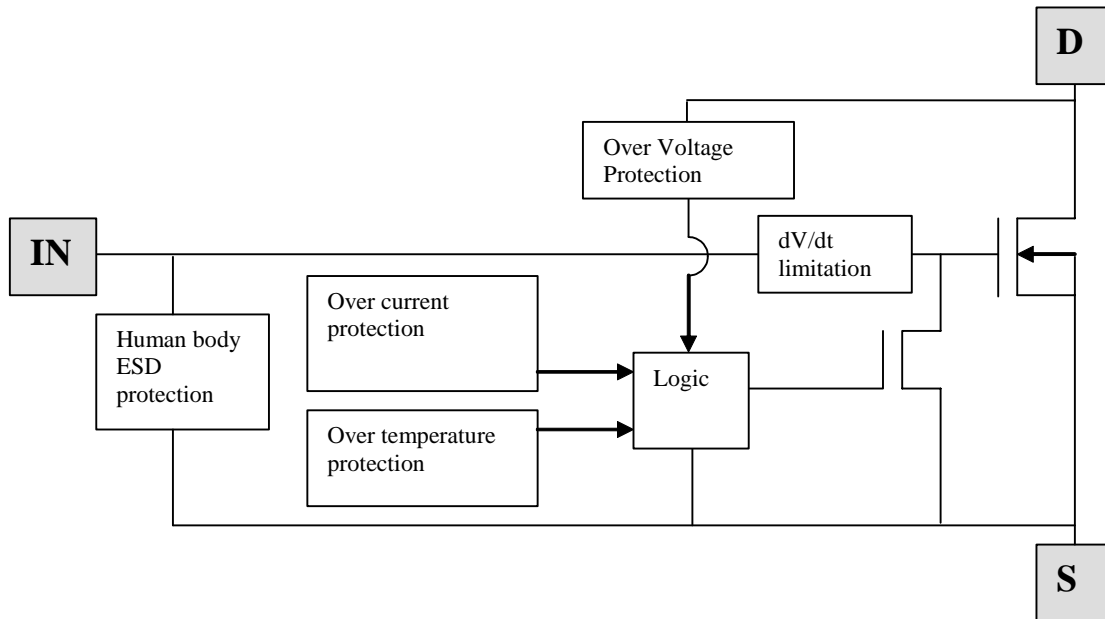 D
Over Voltage
Protection
IN
dV/dt
limitation
Over current
protection
Human body
ESD
protection
Logic
Over temperature
protection
S